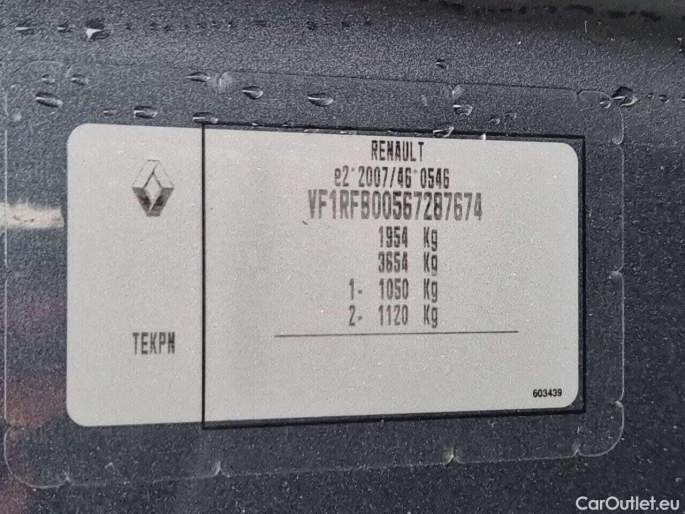 RENAULT
e2*2007/46*0546
VF1RFB00567287674
1954 Kg
3654 Kg
1- 1050 Kg
2- 1120 Kg
TEKPN
603439
CarOutlet.eu